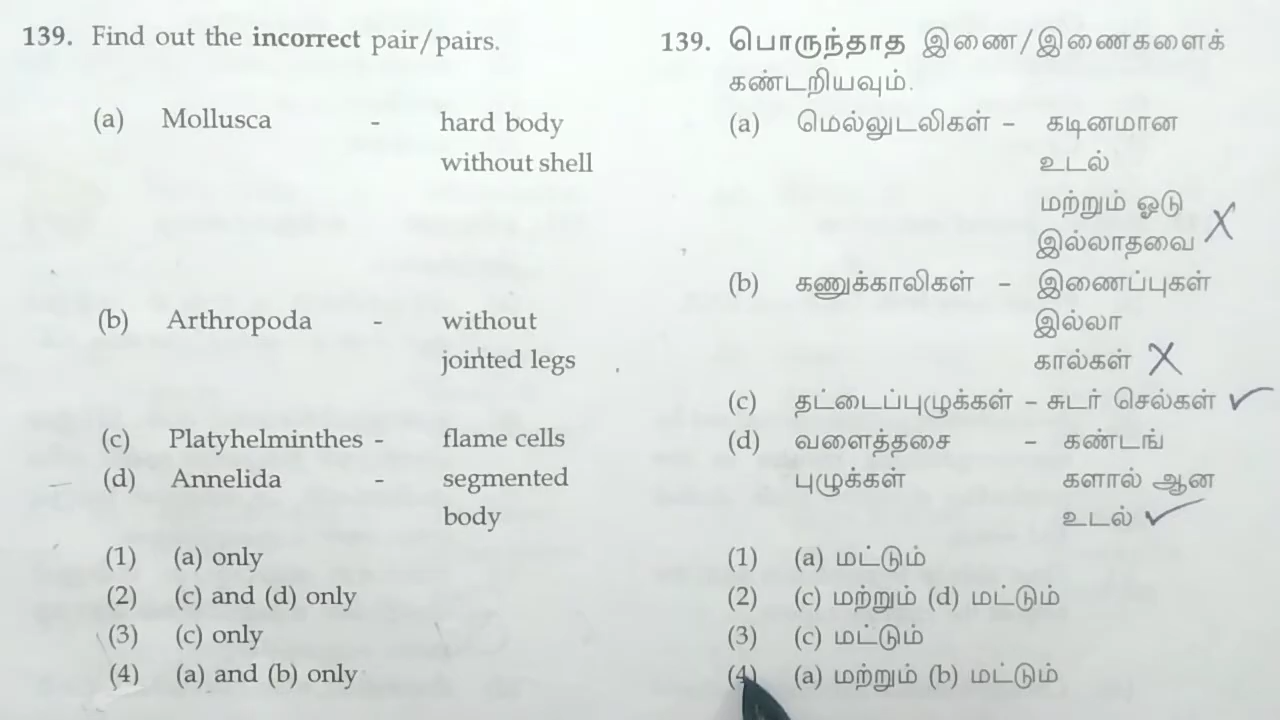 139. Find out the incorrect pair/pairs.
(a) Mollusca - hard body
without shell
(b) Arthropoda - without
jointed legs
(c) Platyhelminthes - flame cells
(d) Annelida - segmented
body
(1) (a) only
(2) (c) and (d) only
(3) (c) only
(4) (a) and (b) only
139. பொருந்தாத இணை/இணைகளைக்
கண்டறியவும்.
(a) மெல்லுடலிகள் - கடினமான
உடல்
மற்றும் ஓடு
இல்லாதவை
(b) கணுக்காலிகள் - இணைப்புகள்
இல்லா
கால்கள்
(c) தட்டைப்புழுக்கள் - சுடர் செல்கள்
(d) வளைத்தசை - கண்டங்
புழுக்கள் களால் ஆன
உடல்
(1) (a) மட்டும்
(2) (c) மற்றும் (d) மட்டும்
(3) (c) மட்டும்
(4) (a) மற்றும் (b) மட்டும்